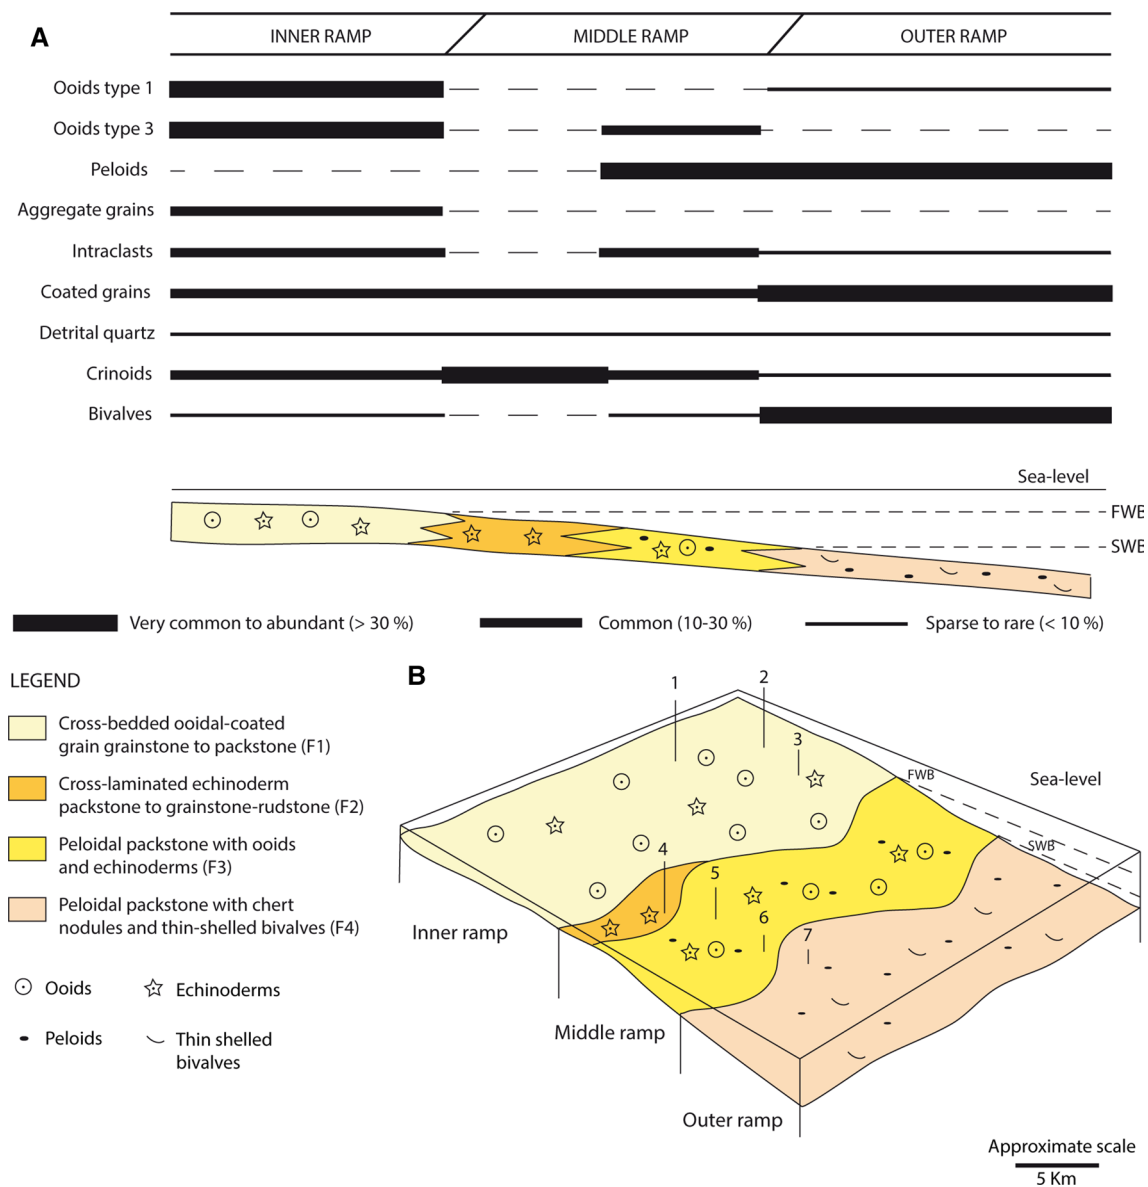 A
INNER RAMP
MIDDLE RAMP
OUTER RAMP
Ooids type 1
Ooids type 3
Peloids
Aggregate grains
Intraclasts
Coated grains
Detrital quartz
Crinoids
Bivalves
Sea-level
FWB
SWB
Very common to abundant (> 30 %)
Common (10-30 %)
Sparse to rare (< 10 %)
LEGEND
Cross-bedded ooidal-coated
grain grainstone to packstone (F1)
Cross-laminated echinoderm
packstone to grainstone-rudstone (F2)
Peloidal packstone with ooids
and echinoderms (F3)
Peloidal packstone with chert
nodules and thin-shelled bivalves (F4)
Ooids
Echinoderms
Peloids
Thin shelled
bivalves
B
1
2
3
FWB
Sea-level
SWB
4
5
6
7
Inner ramp
Middle ramp
Outer ramp
Approximate scale
5 Km